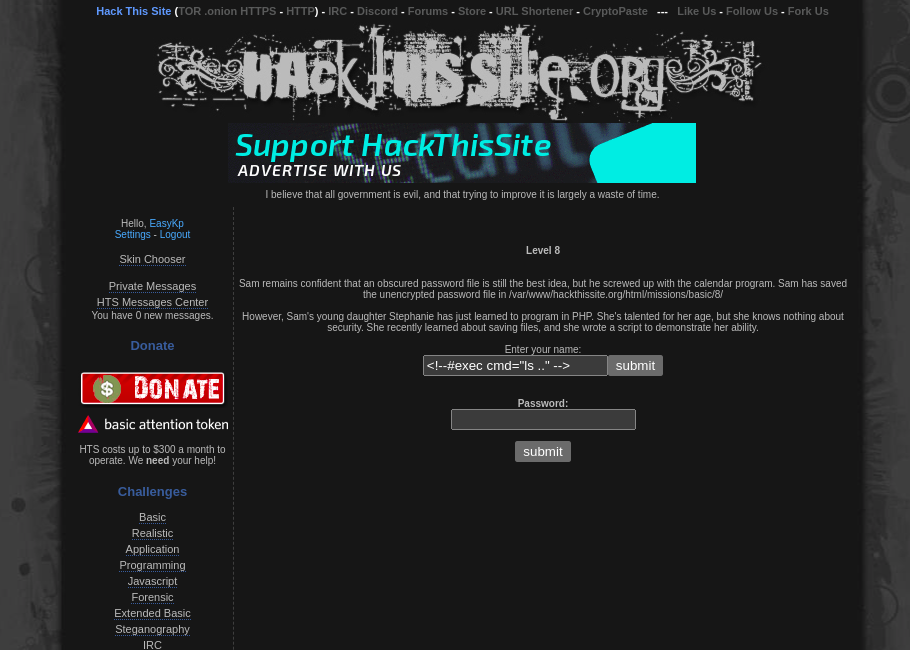 Hack This Site (TOR .onion HTTPS - HTTP) - IRC - Discord - Forums - Store - URL Shortener - CryptoPaste --- Like Us - Follow Us - Fork Us
HAck tHIS SIte.org
Support HackThisSite
ADVERTISE WITH US
I believe that all government is evil, and that trying to improve it is largely a waste of time.
Hello, EasyKp
Settings - Logout
Skin Chooser
Private Messages
HTS Messages Center
You have 0 new messages.
Donate
$ DONATE
basic attention token
HTS costs up to $300 a month to
operate. We need your help!
Challenges
Basic
Realistic
Application
Programming
Javascript
Forensic
Extended Basic
Steganography
IRC
Level 8
Sam remains confident that an obscured password file is still the best idea, but he screwed up with the calendar program. Sam has saved
the unencrypted password file in /var/www/hackthissite.org/html/missions/basic/8/
However, Sam's young daughter Stephanie has just learned to program in PHP. She's talented for her age, but she knows nothing about
security. She recently learned about saving files, and she wrote a script to demonstrate her ability.
Enter your name:
<!--#exec cmd="ls .." --> submit
Password:
submit